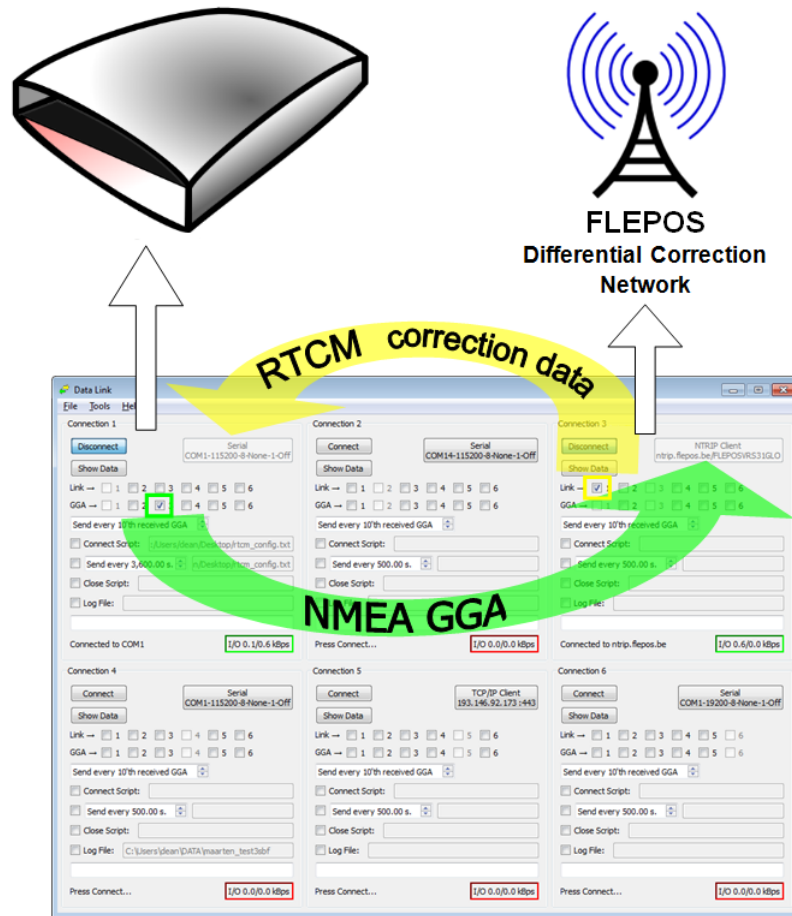 FLEPOS
Differential Correction
Network
RTCM correction data
Data Link
File Tools Hel
Connection 1
Disconnect
Serial
COM1-115200-8-None-1-Off
Show Data
Link → 1 2 3 4 5 6
GGA → 1 2 4 5 6
Send every 10'th received GGA
Connect Script: :/Users/dean/Desktop/rtcm_config.txt
Send every 3,600.00 s. n/Desktop/rtcm_config.txt
Close Script:
Log File:
Connected to COM1
I/O 0.1/0.6 kBps
Connection 2
Connect
Serial
COM14-115200-8-None-1-Off
Show Data
Link → 1 2 3 4 5 6
GGA → 1 2 3 4 5 6
Send every 10'th received GGA
Connect Script:
Send every 500.00 s.
Close Script:
Log File:
Press Connect...
I/O 0.0/0.0 kBps
Connection 3
Disconnect
NTRIP Client
ntrip.flepos.be/FLEPOSVRS31GLO
Show Data
Link → 1 2 3 4 5 6
GGA → 1 2 3 4 5 6
Send every 10'th received GGA
Connect Script:
Send every 500.00 s.
Close Script:
Log File:
Connected to ntrip.flepos.be
I/O 0.6/0.0 kBps
NMEA GGA
Connection 4
Connect
Serial
COM1-115200-8-None-1-Off
Show Data
Link → 1 2 3 4 5 6
GGA → 1 2 3 4 5 6
Send every 10'th received GGA
Connect Script:
Send every 500.00 s.
Close Script:
Log File: C:\Users\dean\DATA\maarten_test3sbf
Press Connect...
I/O 0.0/0.0 kBps
Connection 5
Connect
TCP/IP Client
193.146.92.173 :443
Show Data
Link → 1 2 3 4 5 6
GGA → 1 2 3 4 5 6
Send every 10'th received GGA
Connect Script:
Send every 500.00 s.
Close Script:
Log File:
Press Connect...
I/O 0.0/0.0 kBps
Connection 6
Connect
Serial
COM1-19200-8-None-1-Off
Show Data
Link → 1 2 3 4 5 6
GGA → 1 2 3 4 5 6
Send every 10'th received GGA
Connect Script:
Send every 500.00 s.
Close Script:
Log File:
Press Connect...
I/O 0.0/0.0 kBps